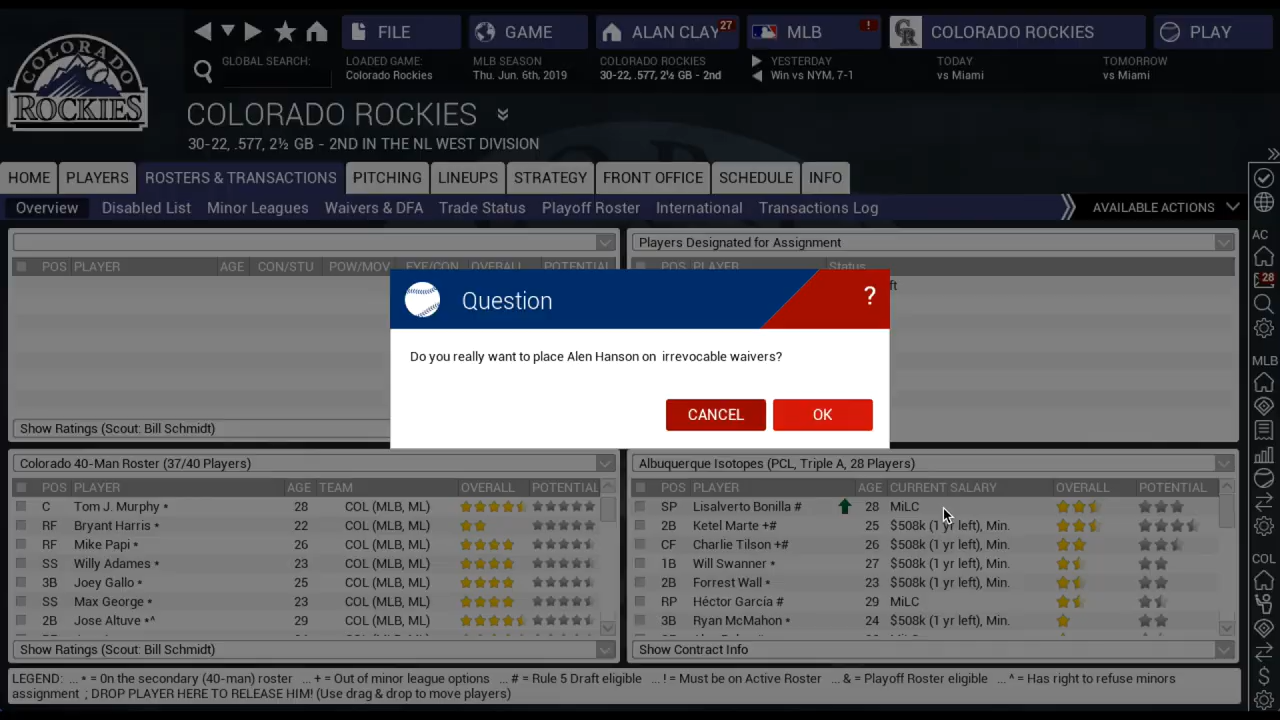 COLORADO
ROCKIES
FILE
GAME
ALAN CLAY
27
MLB
!
CR
COLORADO ROCKIES
PLAY
GLOBAL SEARCH:
LOADED GAME:
Colorado Rockies
MLB SEASON
Thu. Jun. 6th, 2019
COLORADO ROCKIES
30-22, .577, 2½ GB - 2nd
YESTERDAY
Win vs NYM, 7-1
TODAY
vs Miami
TOMORROW
vs Miami
COLORADO ROCKIES
30-22, .577, 2½ GB - 2ND IN THE NL WEST DIVISION
HOME PLAYERS ROSTERS & TRANSACTIONS PITCHING LINEUPS STRATEGY FRONT OFFICE SCHEDULE INFO
Overview Disabled List Minor Leagues Waivers & DFA Trade Status Playoff Roster International Transactions Log AVAILABLE ACTIONS
POS PLAYER AGE CON/STU POW/MOV EYE/CON OVERALL POTENTIAL
Show Ratings (Scout: Bill Schmidt)
Players Designated for Assignment
POS PLAYER Status
ft
Question
?
Do you really want to place Alen Hanson on irrevocable waivers?
CANCEL OK
Colorado 40-Man Roster (37/40 Players)
POS PLAYER AGE TEAM OVERALL POTENTIAL
C Tom J. Murphy * 28 COL (MLB, ML)
RF Bryant Harris * 26 COL (MLB, ML)
RF Mike Papi * 26 COL (MLB, ML)
SS Willy Adames * 23 COL (MLB, ML)
3B Joey Gallo * 25 COL (MLB, ML)
SS Max George * 23 COL (MLB, ML)
2B Jose Altuve *^ 29 COL (MLB, ML)
Show Ratings (Scout: Bill Schmidt)
Albuquerque Isotopes (PCL, Triple A, 28 Players)
POS PLAYER AGE CURRENT SALARY OVERALL POTENTIAL
SP Lisalverto Bonilla # 28 MiLC
2B Ketel Marte +# 25 $508k (1 yr left), Min.
CF Charlie Tilson +# 26 $508k (1 yr left), Min.
1B Will Swanner * 27 $508k (1 yr left), Min.
2B Forrest Wall * 23 $508k (1 yr left), Min.
RP Héctor García # 29 MiLC
3B Ryan McMahon * 24 $508k (1 yr left), Min.
Show Contract Info
LEGEND: ... * = On the secondary (40-man) roster ... + = Out of minor league options ... # = Rule 5 Draft eligible ... ! = Must be on Active Roster ... & = Playoff Roster eligible ... ^ = Has right to refuse minors
assignment ; DROP PLAYER HERE TO RELEASE HIM! (Use drag & drop to move players)
AC
28
MLB
COL